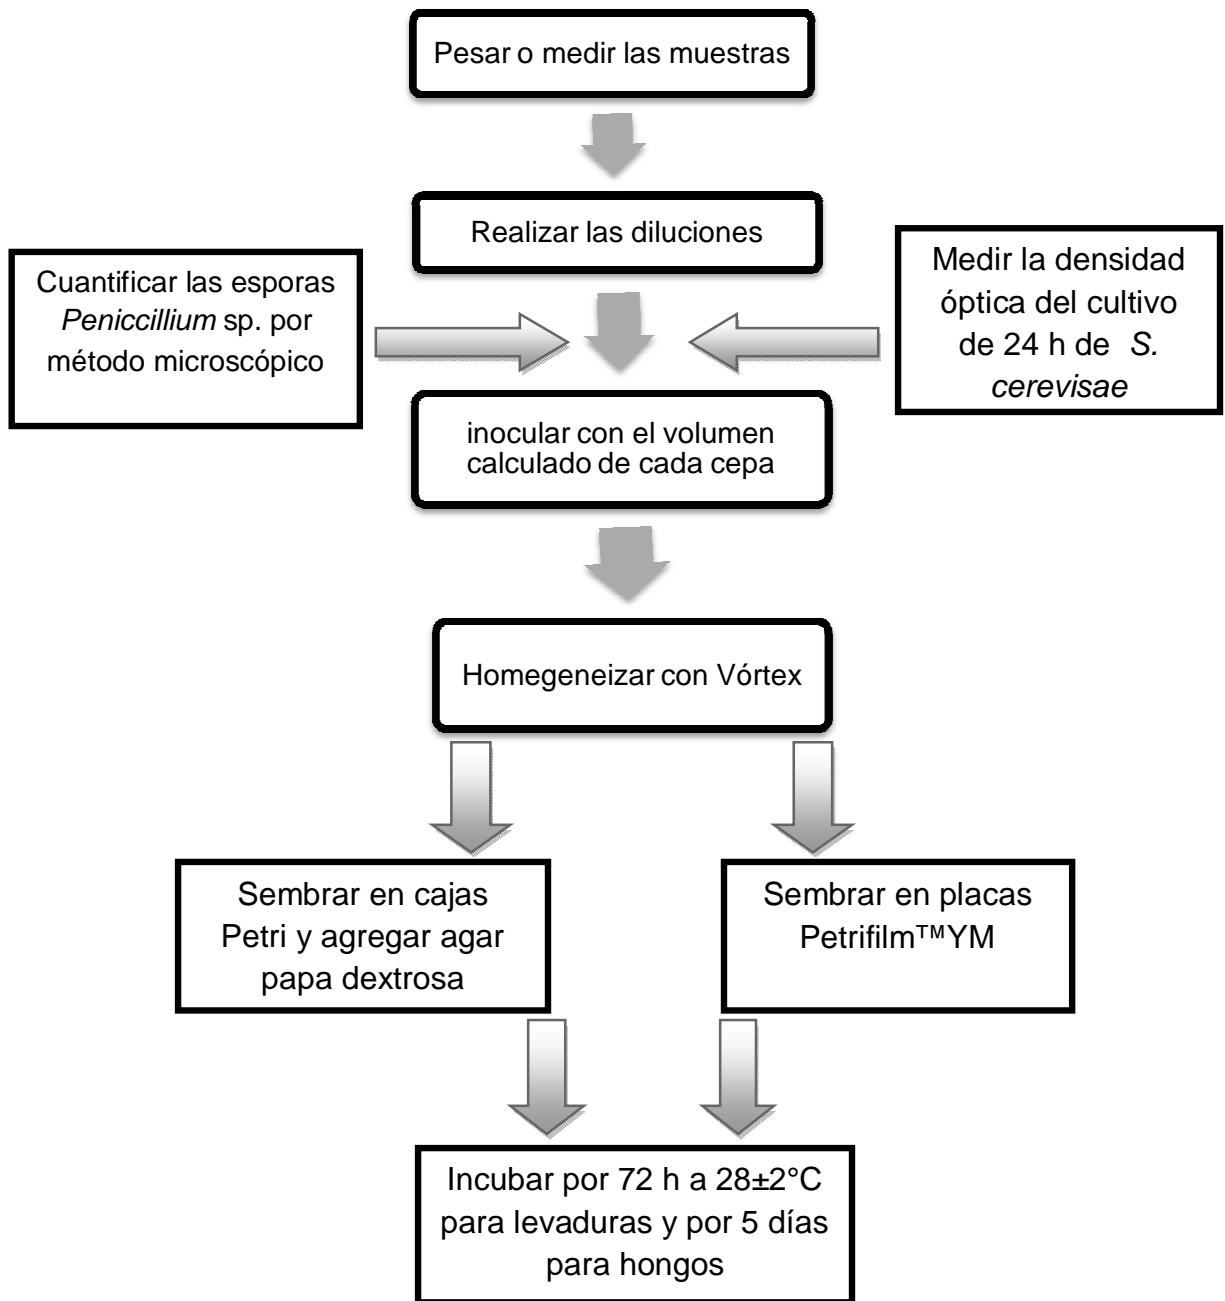 Pesar o medir las muestras
Realizar las diluciones
Cuantificar las esporas
Peniccillium sp. por
método microscópico
Medir la densidad
óptica del cultivo
de 24 h de S.
cerevisae
inocular con el volumen
calculado de cada cepa
Homegeneizar con Vórtex
Sembrar en cajas
Petri y agregar agar
papa dextrosa
Sembrar en placas
Petrifilm™YM
Incubar por 72 h a 28±2°C
para levaduras y por 5 días
para hongos